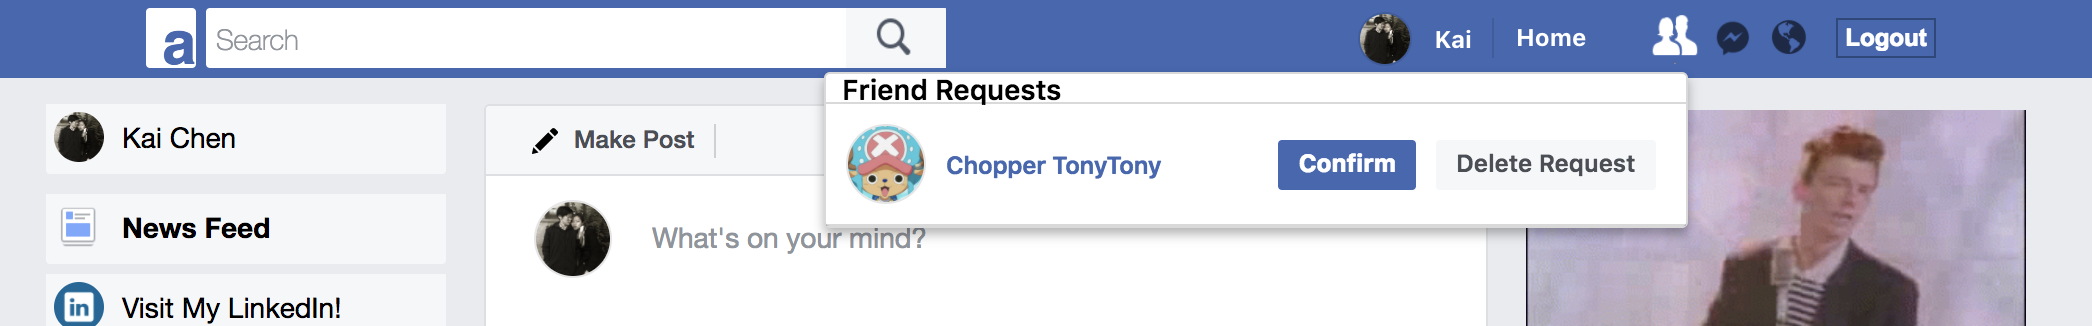 a
Search
Kai
Home
Logout
Friend Requests
Chopper TonyTony
Confirm
Delete Request
Kai Chen
News Feed
in
Visit My LinkedIn!
Make Post
What's on your mind?